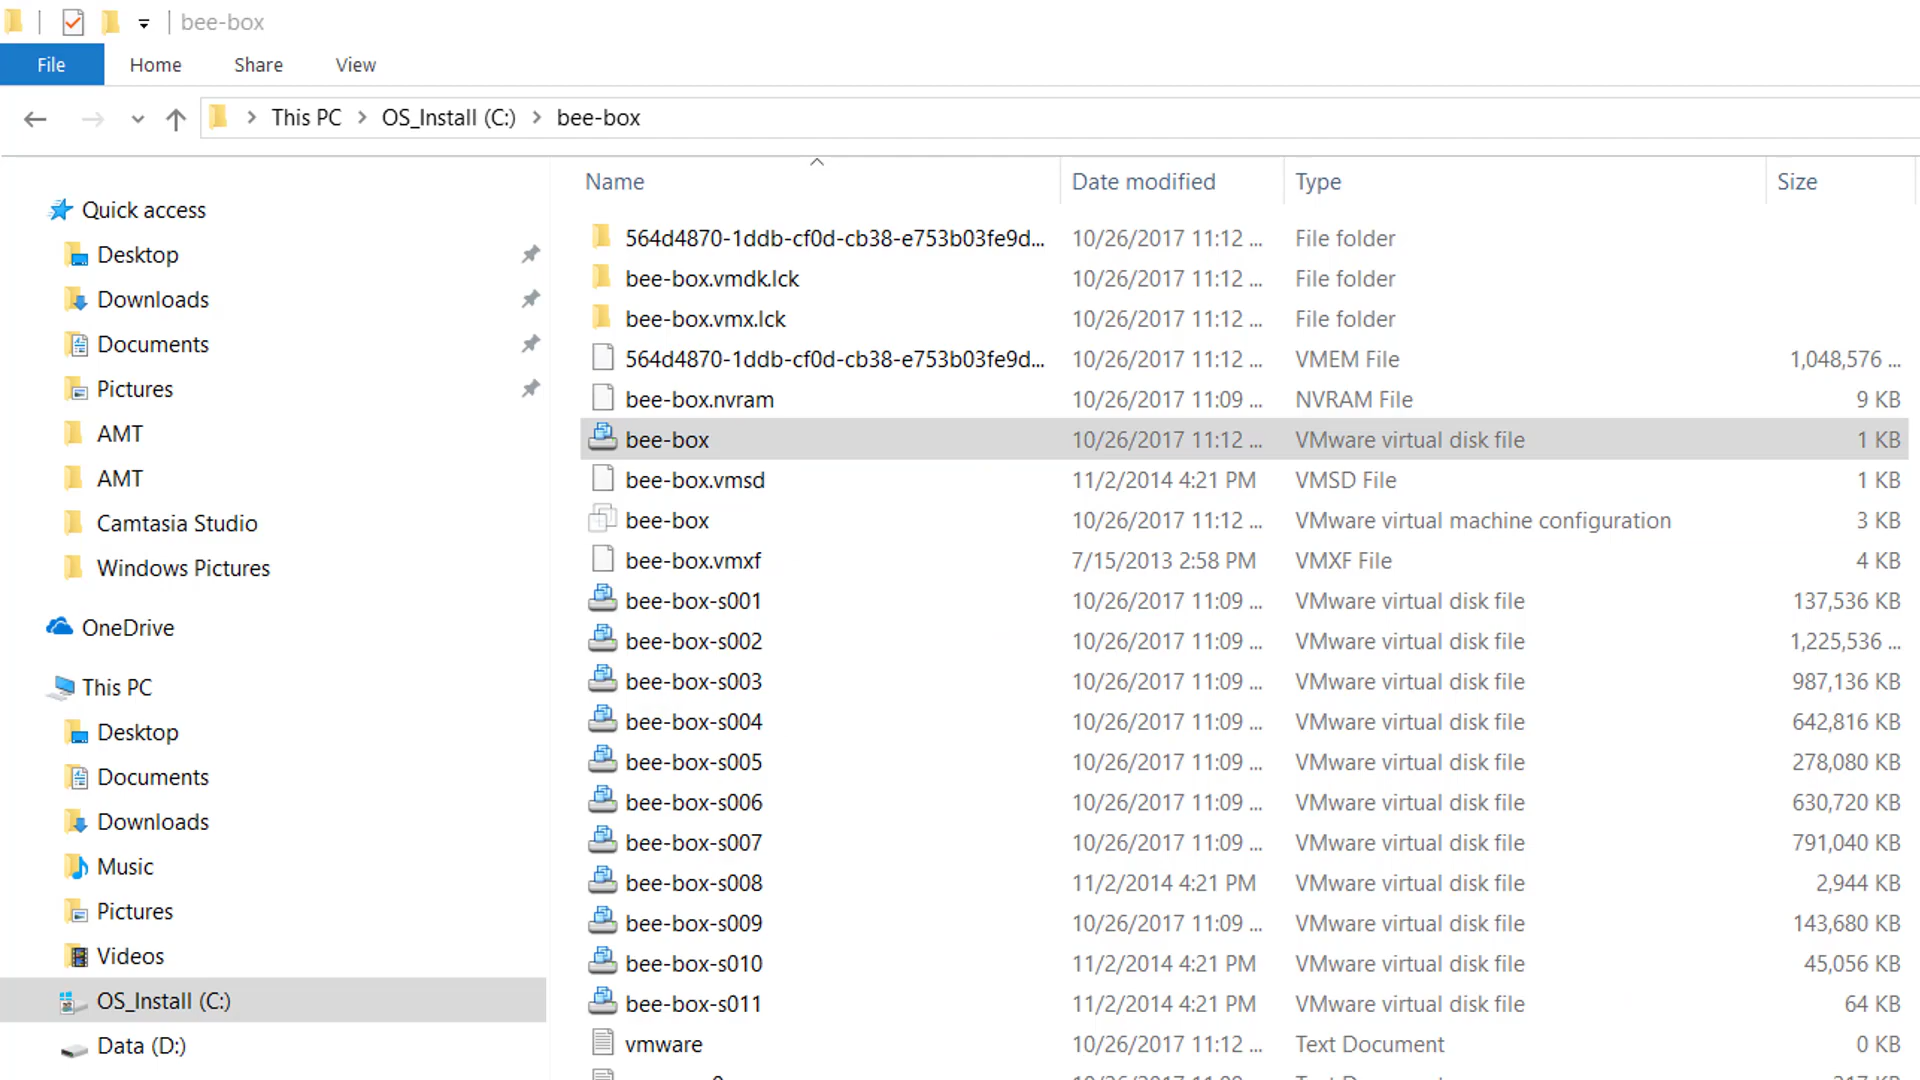 bee-box
File Home Share View
This PC OS_Install (C:) bee-box
Name Date modified Type Size
Quick access
Desktop
Downloads
Documents
Pictures
AMT
AMT
Camtasia Studio
Windows Pictures
OneDrive
This PC
Desktop
Documents
Downloads
Music
Pictures
Videos
OS_Install (C:)
Data (D:)
564d4870-1ddb-cf0d-cb38-e753b03fe9d... 10/26/2017 11:12 ... File folder
bee-box.vmdk.lck 10/26/2017 11:12 ... File folder
bee-box.vmx.lck 10/26/2017 11:12 ... File folder
564d4870-1ddb-cf0d-cb38-e753b03fe9d... 10/26/2017 11:12 ... VMEM File 1,048,576 ...
bee-box.nvram 10/26/2017 11:09 ... NVRAM File 9 KB
bee-box 10/26/2017 11:12 ... VMware virtual disk file 1 KB
bee-box.vmsd 11/2/2014 4:21 PM VMSD File 1 KB
bee-box 10/26/2017 11:12 ... VMware virtual machine configuration 3 KB
bee-box.vmxf 7/15/2013 2:58 PM VMXF File 4 KB
bee-box-s001 10/26/2017 11:09 ... VMware virtual disk file 137,536 KB
bee-box-s002 10/26/2017 11:09 ... VMware virtual disk file 1,225,536 ...
bee-box-s003 10/26/2017 11:09 ... VMware virtual disk file 987,136 KB
bee-box-s004 10/26/2017 11:09 ... VMware virtual disk file 642,816 KB
bee-box-s005 10/26/2017 11:09 ... VMware virtual disk file 278,080 KB
bee-box-s006 10/26/2017 11:09 ... VMware virtual disk file 630,720 KB
bee-box-s007 10/26/2017 11:09 ... VMware virtual disk file 791,040 KB
bee-box-s008 11/2/2014 4:21 PM VMware virtual disk file 2,944 KB
bee-box-s009 10/26/2017 11:09 ... VMware virtual disk file 143,680 KB
bee-box-s010 11/2/2014 4:21 PM VMware virtual disk file 45,056 KB
bee-box-s011 11/2/2014 4:21 PM VMware virtual disk file 64 KB
vmware 10/26/2017 11:12 ... Text Document 0 KB